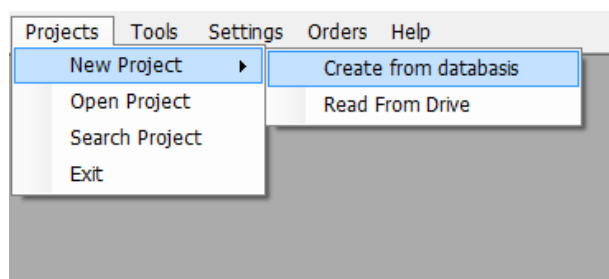 Projects Tools Settings Orders Help
New Project Create from databasis
Open Project Read From Drive
Search Project
Exit